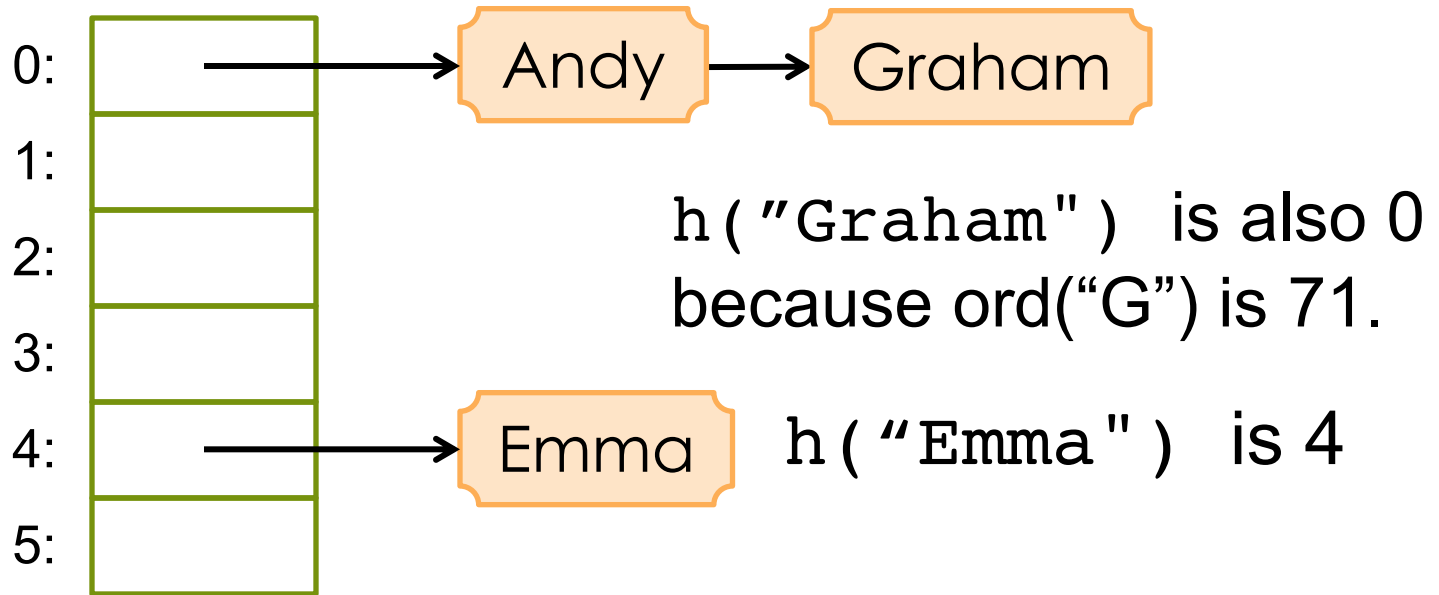 0: Andy Graham
1:
2:
h(”Graham") is also 0
because ord(“G”) is 71.
3:
4: Emma h(“Emma") is 4
5: